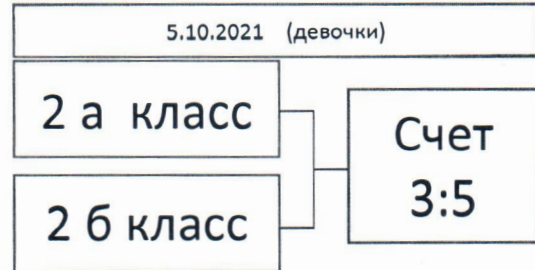 5.10.2021 (девочки)
2 а класс
2 б класс
Счет
3:5